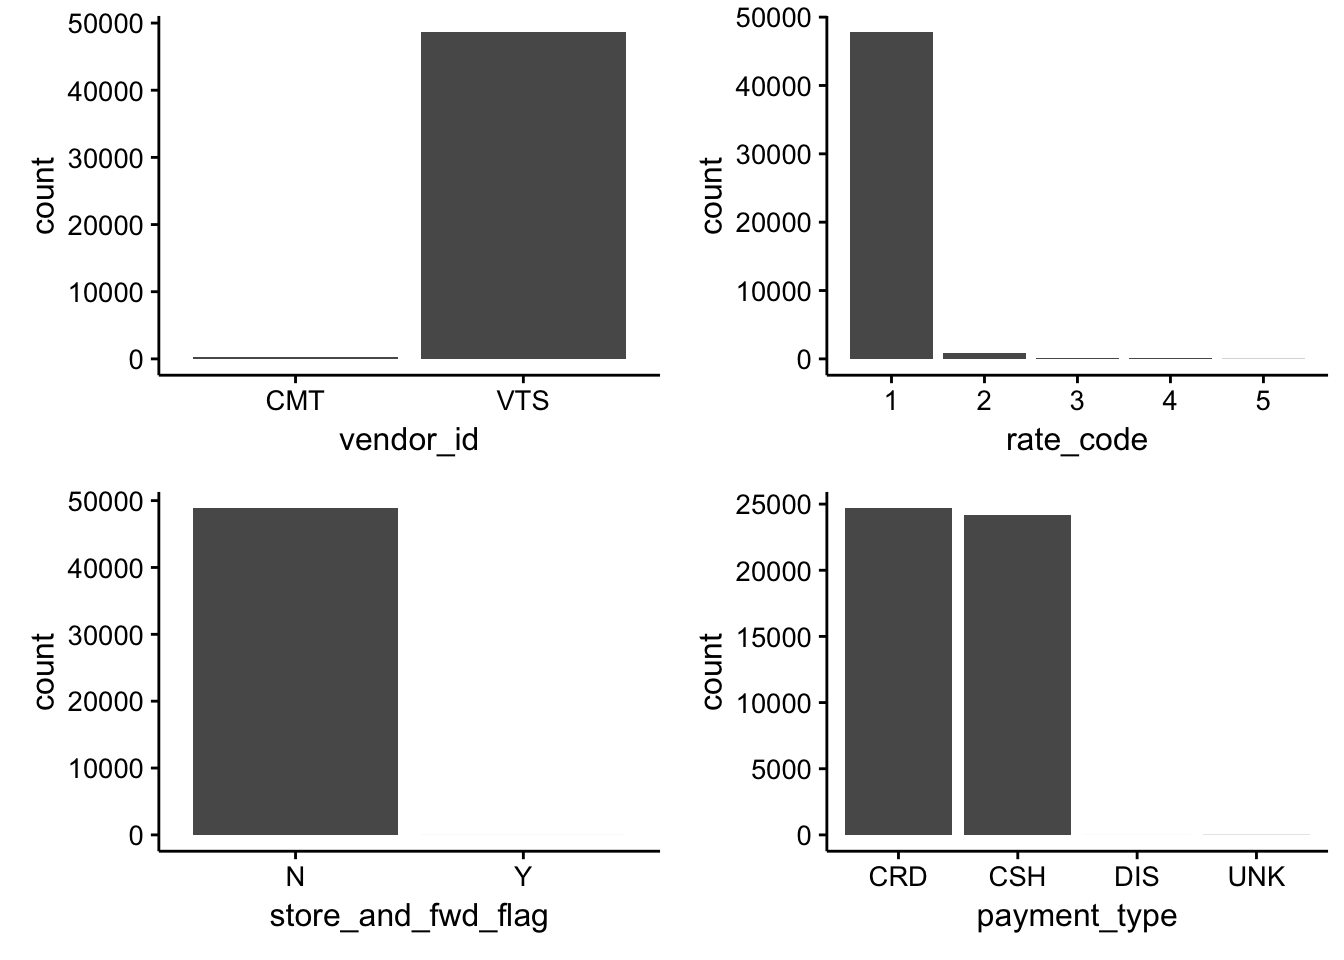 50000
40000
30000
20000
10000
0
count
CMT VTS
vendor_id
50000
40000
30000
20000
10000
0
count
1 2 3 4 5
rate_code
50000
40000
30000
20000
10000
0
count
N Y
store_and_fwd_flag
25000
20000
15000
10000
5000
0
count
CRD CSH DIS UNK
payment_type